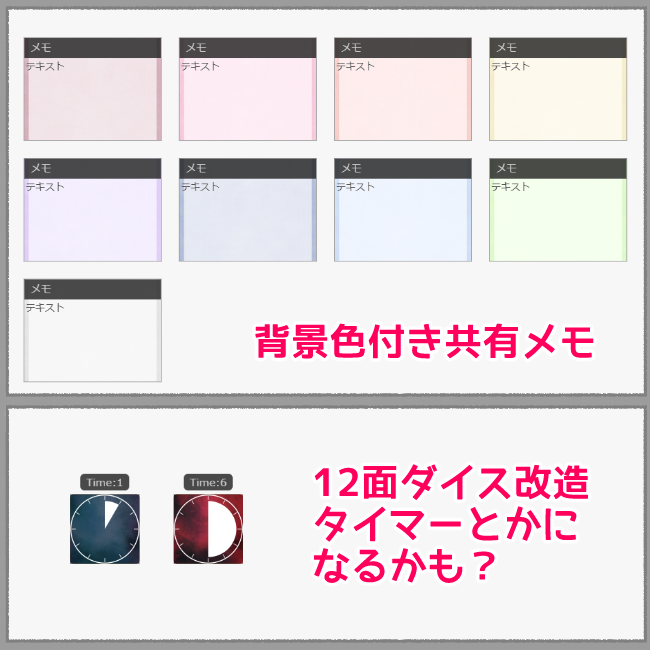 メモ
テキスト
メモ
テキスト
メモ
テキスト
メモ
テキスト
メモ
テキスト
メモ
テキスト
メモ
テキスト
メモ
テキスト
メモ
テキスト
背景色付き共有メモ
Time:1
Time:6
12面ダイス改造
タイマーとかに
なるかも？